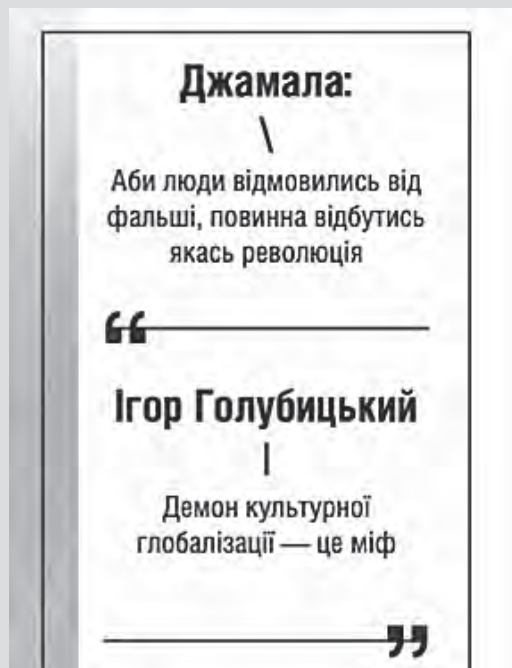 Джамала:
\
Аби люди відмовились від
фальші, повинна відбутись
якась революція
“
Ігор Голубицький
|
Демон культурної
глобалізації — це міф
”